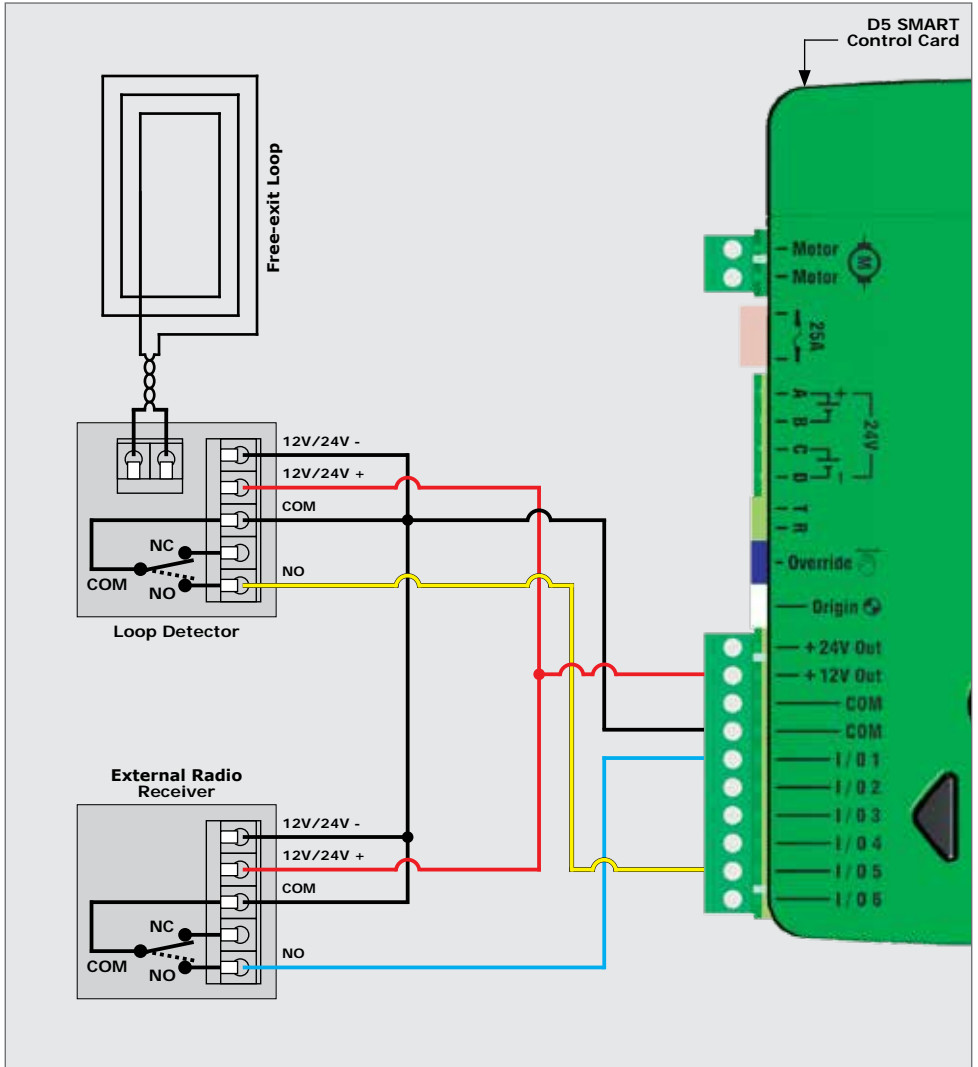 D5 SMART
Control Card
Free-exit Loop
Motor
Motor
M
25A
A +
B
24V
C
D -
T
R
Override
Origin
+ 24V Out
+ 12V Out
COM
COM
I / O 1
I / O 2
I / O 3
I / O 4
I / O 5
I / O 6
12V/24V -
12V/24V +
COM
NC
NO
COM
NO
Loop Detector
External Radio
Receiver
12V/24V -
12V/24V +
COM
NC
NO
COM
NO